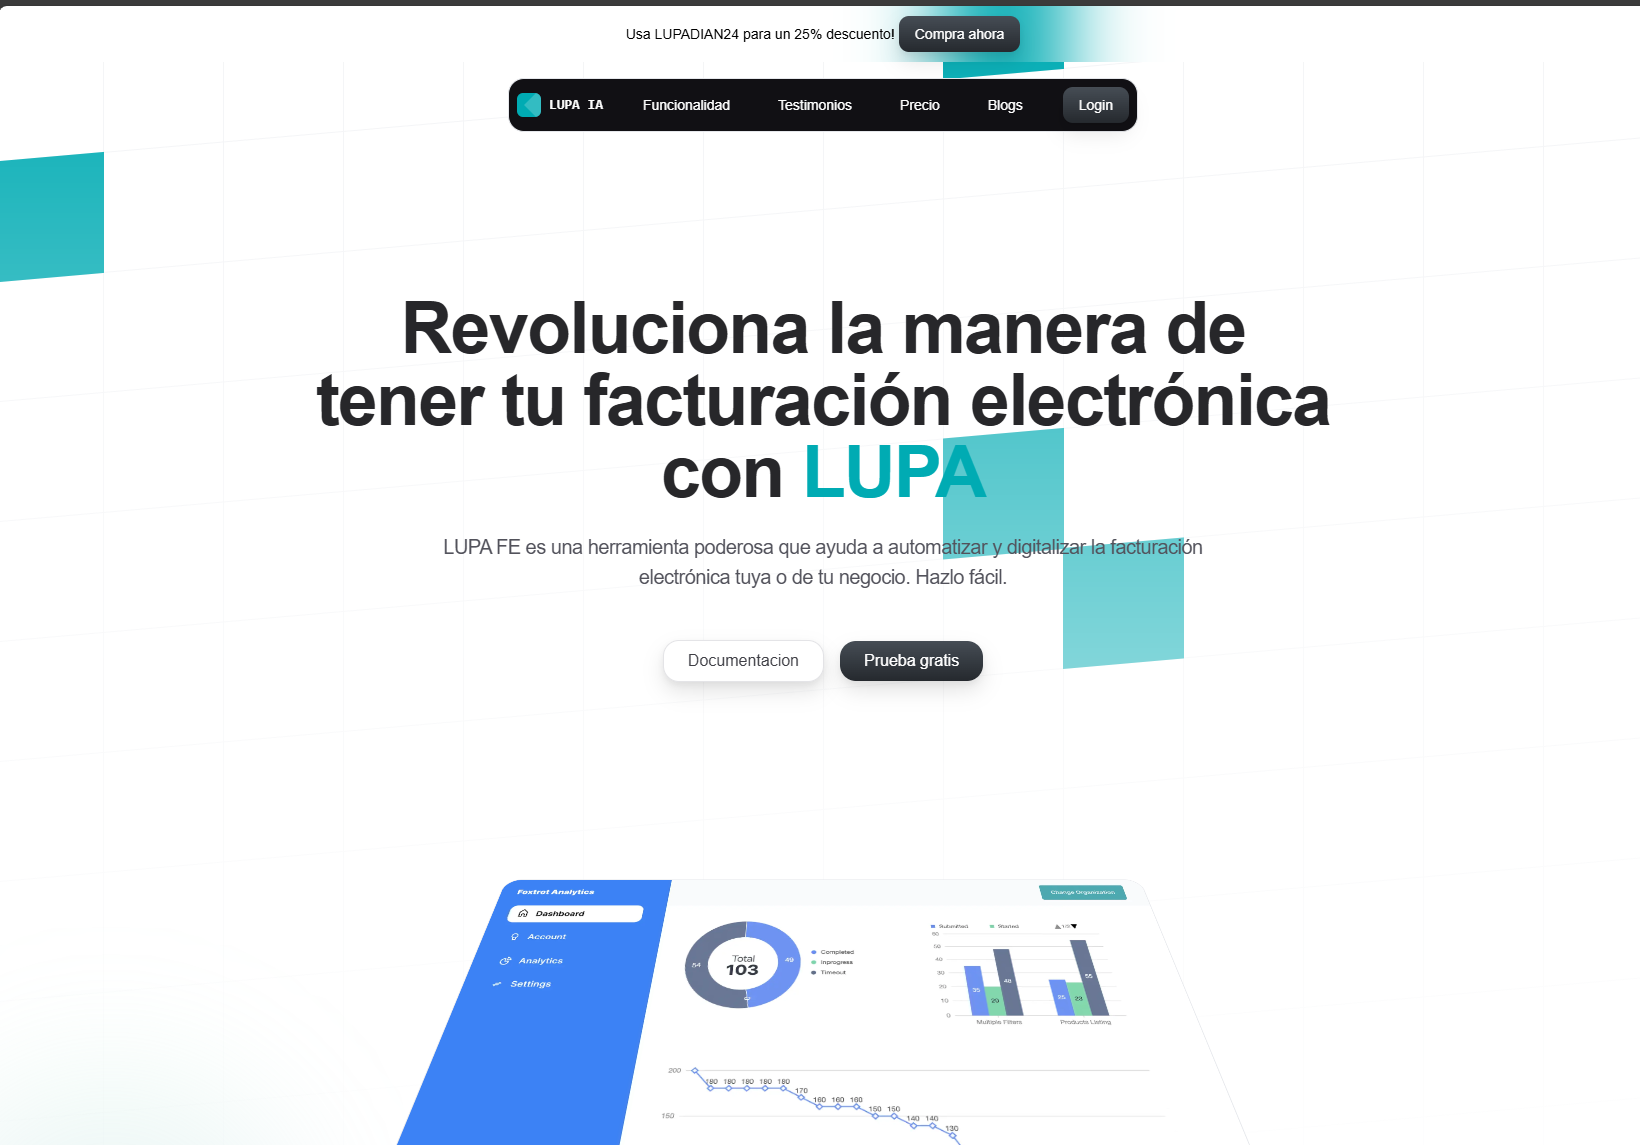 Usa LUPADIAN24 para un 25% descuento! Compra ahora
LUPA IA Funcionalidad Testimonios Precio Blogs Login
Revoluciona la manera de
tener tu facturación electrónica
con LUPA
LUPA FE es una herramienta poderosa que ayuda a automatizar y digitalizar la facturación
electrónica tuya o de tu negocio. Hazlo fácil.
Documentacion Prueba gratis
Foxtrot Analytics
Change Organisation
Dashboard
Account
Analytics
Settings
Total
103
54
49
0
Completed
Inprogress
Timeout
Submitted Started 1/3
60
50
40
30
20
10
0
35 20 48
25 23 55
Multiple Filters Products Listing
200
180 180 180 180 180
170
160 160 160
150 150
140 140
130
150